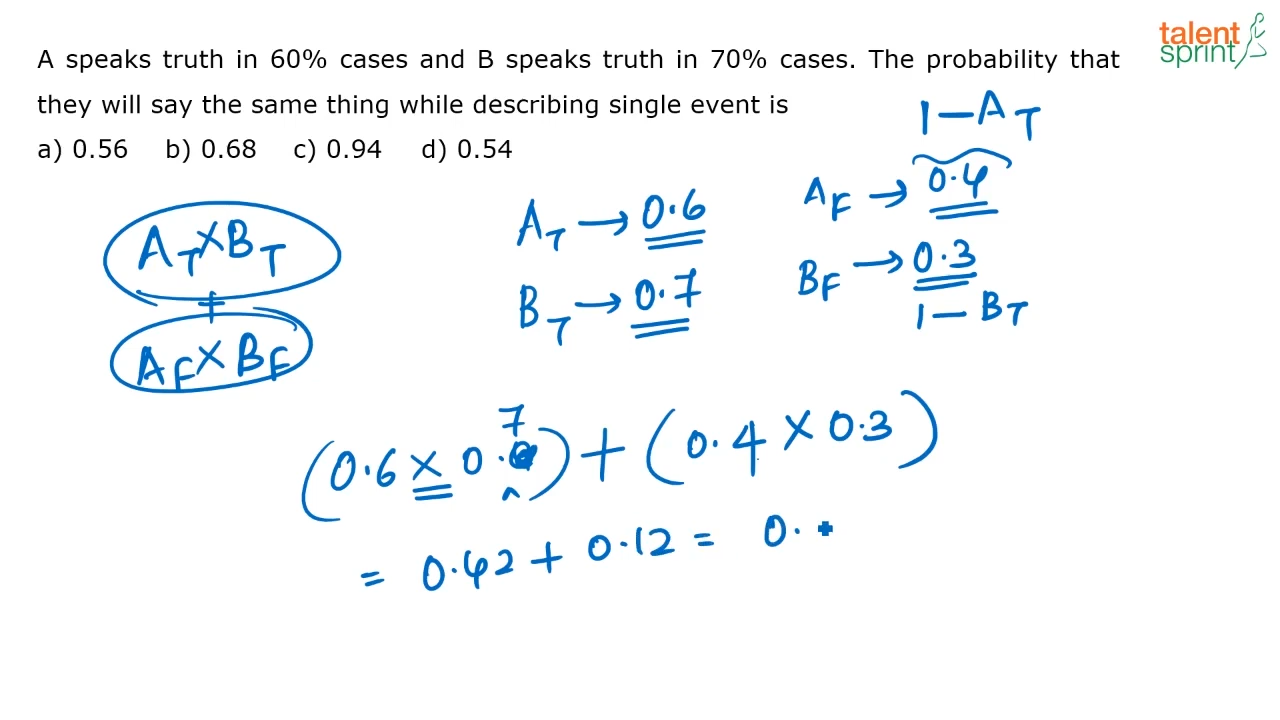 talent
sprint
A speaks truth in 60% cases and B speaks truth in 70% cases. The probability that
they will say the same thing while describing single event is
a) 0.56 b) 0.68 c) 0.94 d) 0.54
1-A_T
A_T × B_T
+
A_F × B_F
A_T → 0.6
B_T → 0.7
A_F → 0.4
B_F → 0.3
1 - B_T
7
(0.6 × 0. ) + (0.4 × 0.3)
= 0.42 + 0.12 = 0.